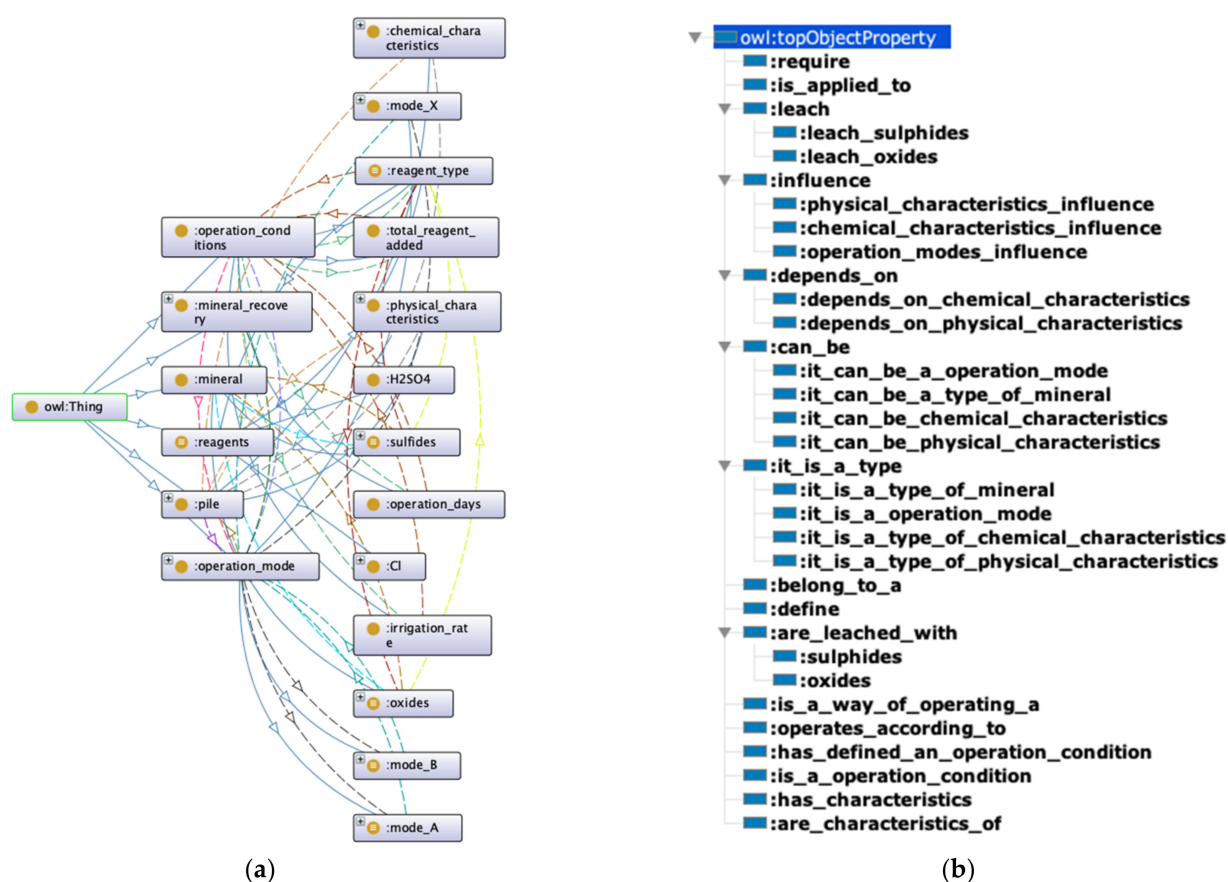 :chemical_chara
cteristics
:mode_X
:reagent_type
:operation_cond
itions
:total_reagent_
added
:mineral_recove
ry
:physical_chara
cteristics
:mineral
:H2SO4
owl:Thing
:reagents
:sulfides
:pile
:operation_days
:operation_mode
:Cl
:irrigation_rat
e
:oxides
:mode_B
:mode_A
(a)
owl:topObjectProperty
:require
:is_applied_to
:leach
:leach_sulphides
:leach_oxides
:influence
:physical_characteristics_influence
:chemical_characteristics_influence
:operation_modes_influence
:depends_on
:depends_on_chemical_characteristics
:depends_on_physical_characteristics
:can_be
:it_can_be_a_operation_mode
:it_can_be_a_type_of_mineral
:it_can_be_chemical_characteristics
:it_can_be_physical_characteristics
:it_is_a_type
:it_is_a_type_of_mineral
:it_is_a_operation_mode
:it_is_a_type_of_chemical_characteristics
:it_is_a_type_of_physical_characteristics
:belong_to_a
:define
:are_leached_with
:sulphides
:oxides
:is_a_way_of_operating_a
:operates_according_to
:has_defined_an_operation_condition
:is_a_operation_condition
:has_characteristics
:are_characteristics_of
(b)